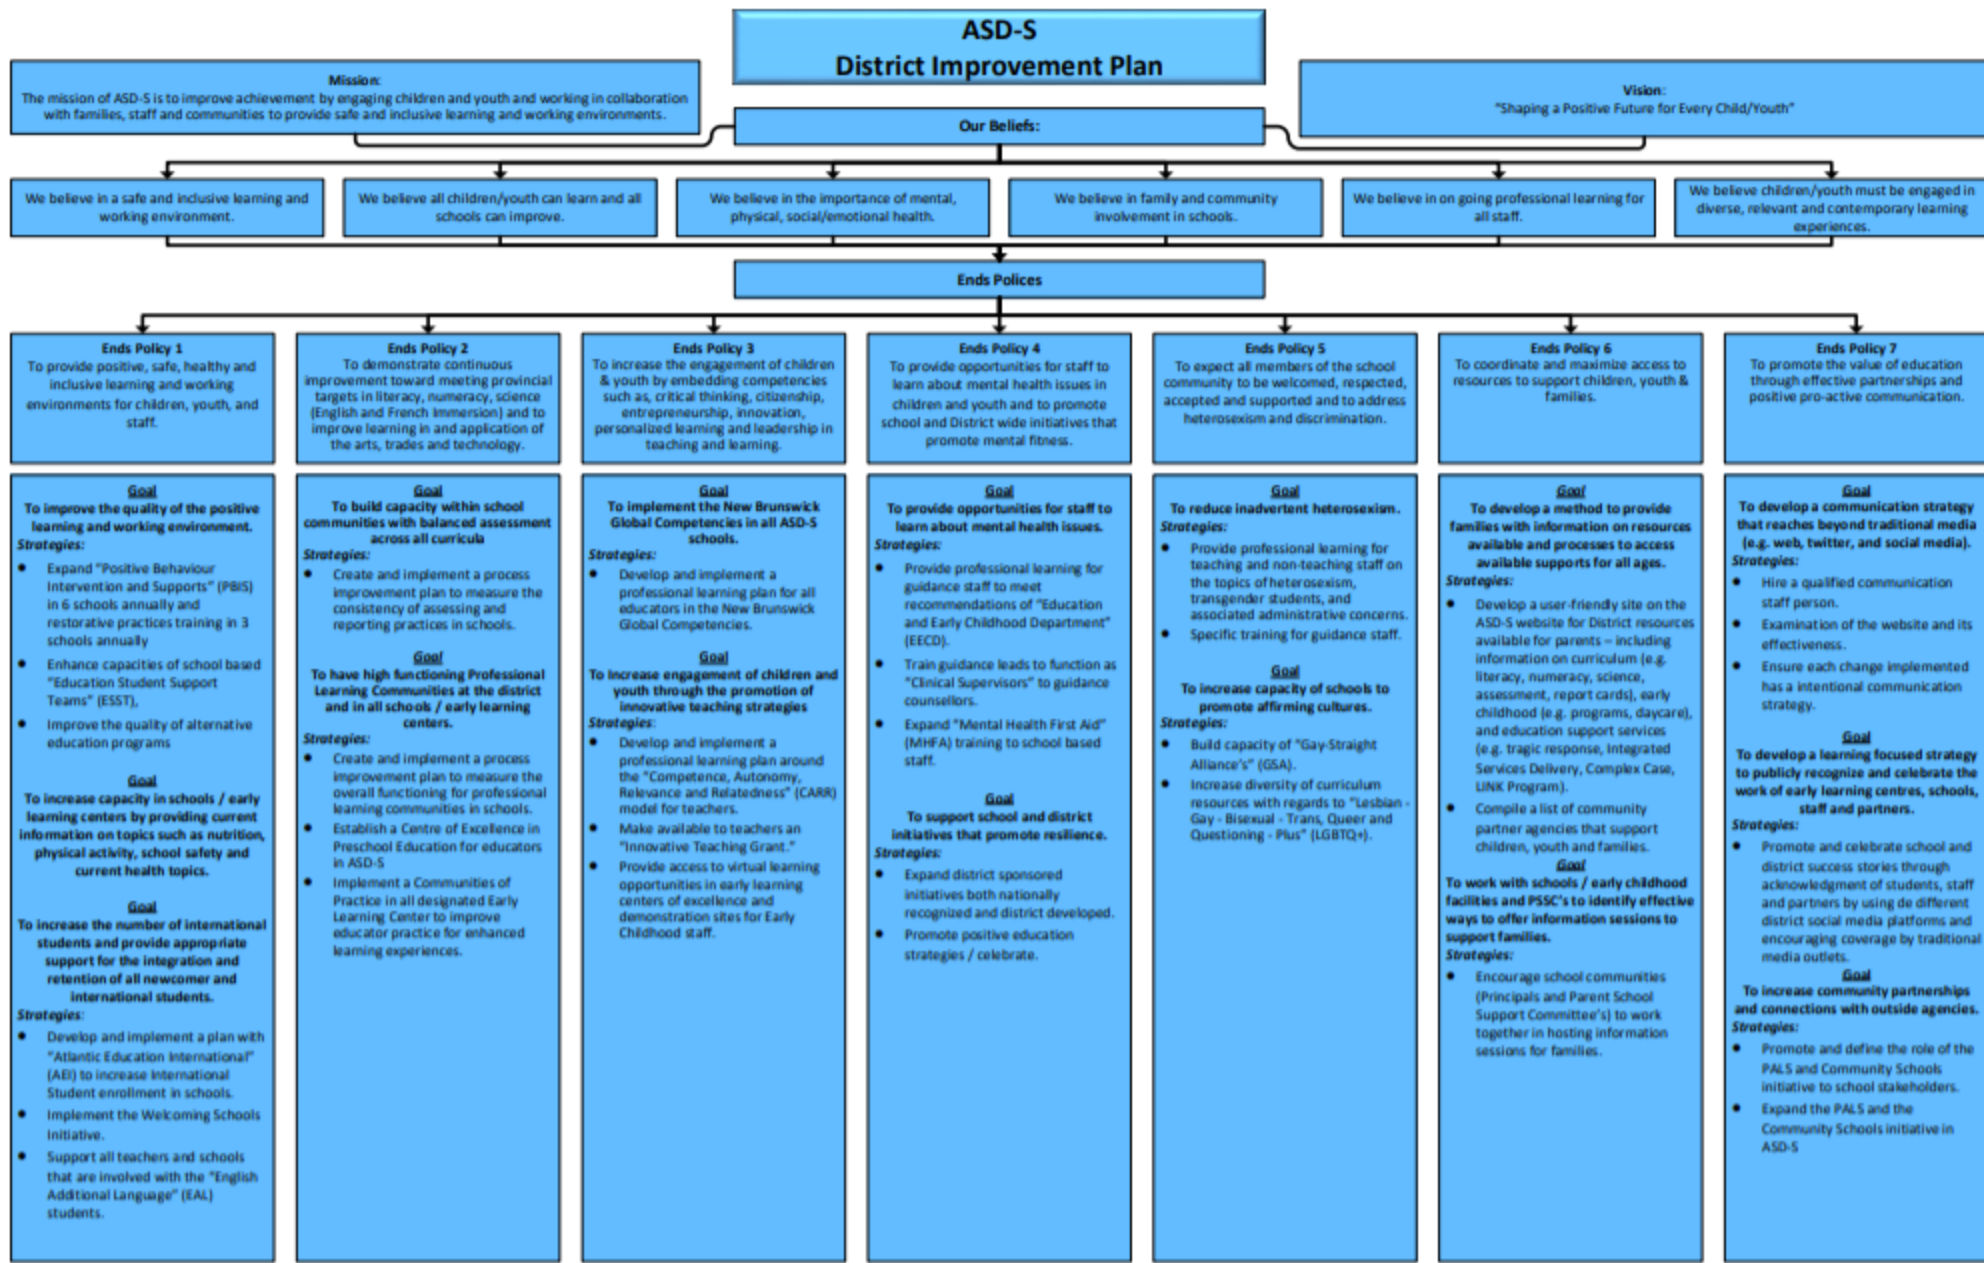 ASD-S
District Improvement Plan
Mission:
The mission of ASD-S is to improve achievement by engaging children and youth and working in collaboration
with families, staff and communities to provide safe and inclusive learning and working environments.
Vision:
"Shaping a Positive Future for Every Child/Youth"
Our Beliefs:
We believe in a safe and inclusive learning and
working environment.
We believe all children/youth can learn and all
schools can improve.
We believe in the importance of mental,
physical, social/emotional health.
We believe in family and community
involvement in schools.
We believe in on going professional learning for
all staff.
We believe children/youth must be engaged in
diverse, relevant and contemporary learning
experiences.
Ends Polices
Ends Policy 1
To provide positive, safe, healthy and
inclusive learning and working
environments for children, youth, and
staff.
Ends Policy 2
To demonstrate continuous
improvement toward meeting provincial
targets in literacy, numeracy, science
(English and French Immersion) and to
improve learning in and application of
the arts, trades and technology.
Ends Policy 3
To increase the engagement of children
& youth by embedding competencies
such as, critical thinking, citizenship,
entrepreneurship, innovation,
personalized learning and leadership in
teaching and learning.
Ends Policy 4
To provide opportunities for staff to
learn about mental health issues in
children and youth and to promote
school and District wide initiatives that
promote mental fitness.
Ends Policy 5
To expect all members of the school
community to be welcomed, respected,
accepted and supported and to address
heterosexism and discrimination.
Ends Policy 6
To coordinate and maximize access to
resources to support children, youth &
families.
Ends Policy 7
To promote the value of education
through effective partnerships and
positive pro-active communication.
Goal
To improve the quality of the positive
learning and working environment.
Strategies:
• Expand "Positive Behaviour
Intervention and Supports" (PBIS)
in 6 schools annually and
restorative practices training in 3
schools annually
• Enhance capacities of school based
"Education Student Support
Teams" (ESST),
• Improve the quality of alternative
education programs
Goal
To increase capacity in schools / early
learning centers by providing current
information on topics such as nutrition,
physical activity, school safety and
current health topics.
Goal
To increase the number of international
students and provide appropriate
support for the integration and
retention of all newcomer and
international students.
Strategies:
• Develop and implement a plan with
"Atlantic Education International"
(AEI) to increase International
Student enrollment in schools.
• Implement the Welcoming Schools
Initiative.
• Support all teachers and schools
that are involved with the "English
Additional Language" (EAL)
students.
Goal
To build capacity within school
communities with balanced assessment
across all curricula
Strategies:
• Create and implement a process
improvement plan to measure the
consistency of assessing and
reporting practices in schools.
Goal
To have high functioning Professional
Learning Communities at the district
and in all schools / early learning
centers.
Strategies:
• Create and implement a process
improvement plan to measure the
overall functioning for professional
learning communities in schools.
• Establish a Centre of Excellence in
Preschool Education for educators
in ASD-S
• Implement a Communities of
Practice in all designated Early
Learning Center to improve
educator practice for enhanced
learning experiences.
Goal
To implement the New Brunswick
Global Competencies in all ASD-S
schools.
Strategies:
• Develop and implement a
professional learning plan for all
educators in the New Brunswick
Global Competencies.
Goal
To Increase engagement of children and
youth through the promotion of
innovative teaching strategies
Strategies:
• Develop and implement a
professional learning plan around
the "Competence, Autonomy,
Relevance and Relatedness" (CARR)
model for teachers.
• Make available to teachers an
"Innovative Teaching Grant."
• Provide access to virtual learning
opportunities in early learning
centers of excellence and
demonstration sites for Early
Childhood staff.
Goal
To provide opportunities for staff to
learn about mental health issues.
Strategies:
• Provide professional learning for
guidance staff to meet
recommendations of "Education
and Early Childhood Department"
(EECD).
• Train guidance leads to function as
"Clinical Supervisors" to guidance
counsellors.
• Expand "Mental Health First Aid"
(MHFA) training to school based
staff.
Goal
To support school and district
initiatives that promote resilience.
Strategies:
• Expand district sponsored
initiatives both nationally
recognized and district developed.
• Promote positive education
strategies / celebrate.
Goal
To reduce inadvertent heterosexism.
Strategies:
• Provide professional learning for
teaching and non-teaching staff on
the topics of heterosexism,
transgender students, and
associated administrative concerns.
• Specific training for guidance staff.
Goal
To increase capacity of schools to
promote affirming cultures.
Strategies:
• Build capacity of "Gay-Straight
Alliance's" (GSA).
• Increase diversity of curriculum
resources with regards to "Lesbian -
Gay - Bisexual - Trans, Queer and
Questioning - Plus" (LGBTQ+).
Goal
To develop a method to provide
families with information on resources
available and processes to access
available supports for all ages.
Strategies:
• Develop a user-friendly site on the
ASD-S website for District resources
available for parents – including
information on curriculum (e.g.
literacy, numeracy, science,
assessment, report cards), early
childhood (e.g. programs, daycare),
and education support services
(e.g. tragic response, Integrated
Services Delivery, Complex Case,
LINK Program).
• Compile a list of community
partner agencies that support
children, youth and families.
Goal
To work with schools / early childhood
facilities and PSSC's to identify effective
ways to offer information sessions to
support families.
Strategies:
• Encourage school communities
(Principals and Parent School
Support Committee's) to work
together in hosting information
sessions for families.
Goal
To develop a communication strategy
that reaches beyond traditional media
(e.g. web, twitter, and social media).
Strategies:
• Hire a qualified communication
staff person.
• Examination of the website and its
effectiveness.
• Ensure each change implemented
has a intentional communication
strategy.
Goal
To develop a learning focused strategy
to publicly recognize and celebrate the
work of early learning centres, schools,
staff and partners.
Strategies:
• Promote and celebrate school and
district success stories through
acknowledgment of students, staff
and partners by using de different
district social media platforms and
encouraging coverage by traditional
media outlets.
Goal
To increase community partnerships
and connections with outside agencies.
Strategies:
• Promote and define the role of the
PALS and Community Schools
initiative to school stakeholders.
• Expand the PALS and the
Community Schools initiative in
ASD-S